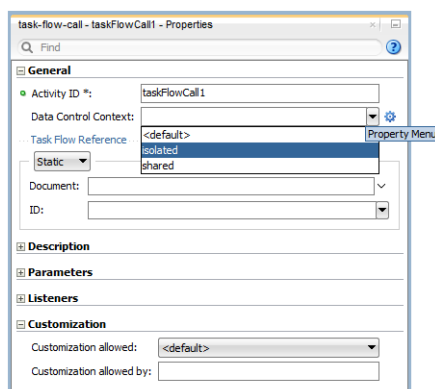 task-flow-call - taskFlowCall1 - Properties
Find
General
Activity ID *: taskFlowCall1
Data Control Context:
Property Menu
Task Flow Reference
<default>
isolated
shared
Static
Document:
ID:
Description
Parameters
Listeners
Customization
Customization allowed: <default>
Customization allowed by: